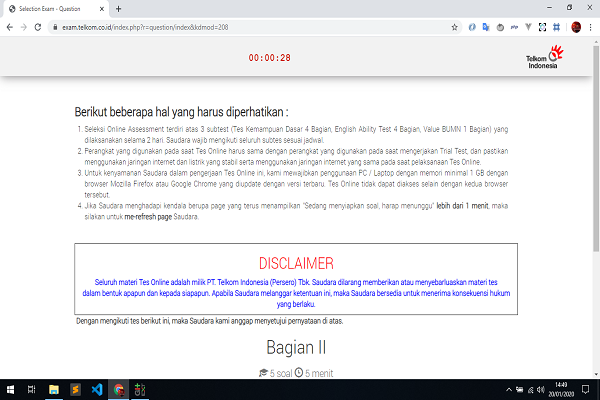 Selection Exam - Question
exam.telkom.co.id/index.php?r=question/index&kdmod=208
00:00:28
Telkom
Indonesia
Berikut beberapa hal yang harus diperhatikan :
1. Seleksi Online Assessment terdiri atas 3 subtest (Tes Kemampuan Dasar 4 Bagian, English Ability Test 4 Bagian, Value BUMN 1 Bagian) yang
dilaksanakan selama 2 hari. Saudara wajib mengikuti seluruh subtes sesuai jadwal.
2. Perangkat yang digunakan pada saat Tes Online harus sama dengan perangkat yang digunakan pada saat mengerjakan Trial Test, dan pastikan
menggunakan jaringan internet dan listrik yang stabil serta menggunakan jaringan internet yang sama pada saat pelaksanaan Tes Online.
3. Untuk kenyamanan Saudara dalam pengerjaan Tes Online ini, kami mewajibkan penggunaan PC / Laptop dengan memori minimal 1 GB dengan
browser Mozilla Firefox atau Google Chrome yang diupdate dengan versi terbaru. Tes Online tidak dapat diakses selain dengan kedua browser
tersebut.
4. Jika Saudara menghadapi kendala berupa page yang terus menampilkan "Sedang menyiapkan soal, harap menunggu" lebih dari 1 menit, maka
silakan untuk me-refresh page Saudara.
DISCLAIMER
Seluruh materi Tes Online adalah milik PT. Telkom Indonesia (Persero) Tbk. Saudara dilarang memberikan atau menyebarluaskan materi tes
dalam bentuk apapun dan kepada siapapun. Apabila Saudara melanggar ketentuan ini, maka Saudara bersedia untuk menerima konsekuensi hukum
yang berlaku.
Dengan mengikuti tes berikut ini, maka Saudara kami anggap menyetujui pernyataan di atas.
Bagian II
5 soal 5 menit
14:49
20/01/2020